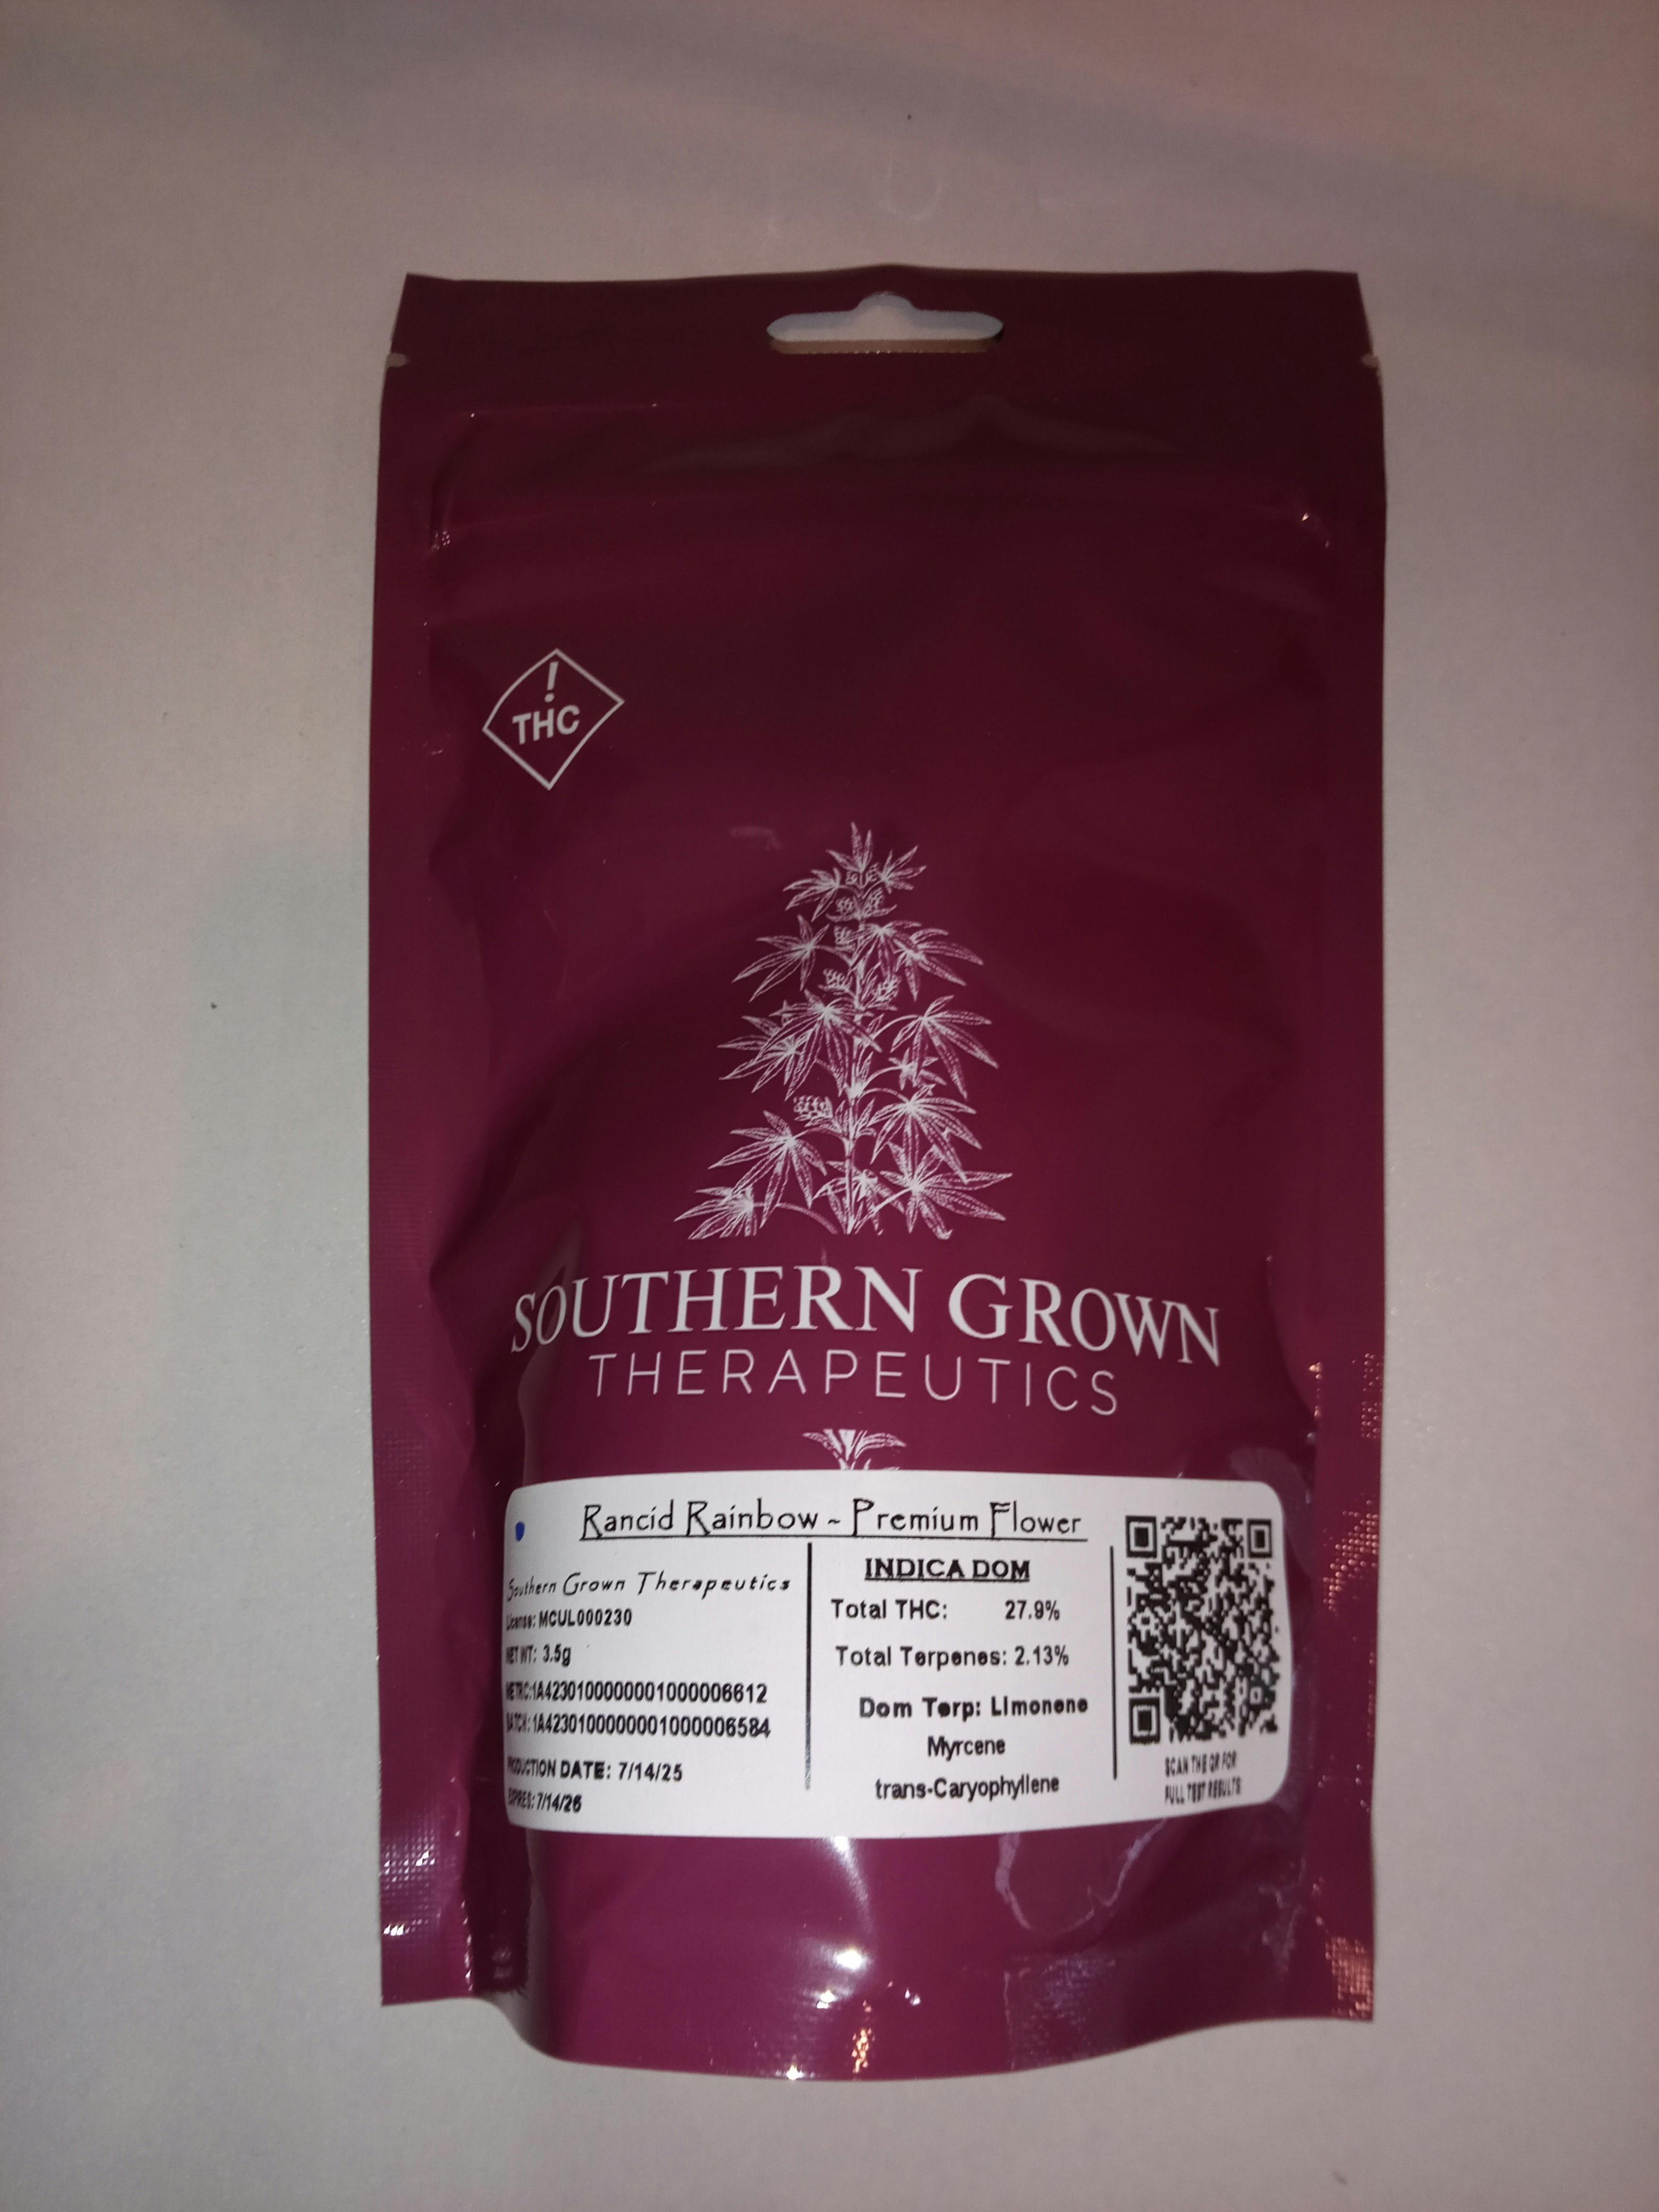 !
THC
SOUTHERN GROWN
THERAPEUTICS
Rancid Rainbow ~ Premium Flower
Southern Grown Therapeutics
License: MCUL000230
NET WT: 3.5g
METRC:1A4230100000001000006612
BATCH:1A4230100000001000006584
PRODUCTION DATE: 7/14/25
EXPIRES: 7/14/26
INDICA DOM
Total THC: 27.9%
Total Terpenes: 2.13%
Dom Terp: Limonene
Myrcene
trans-Caryophyllene
SCAN THE QR FOR
FULL TEST RESULTS